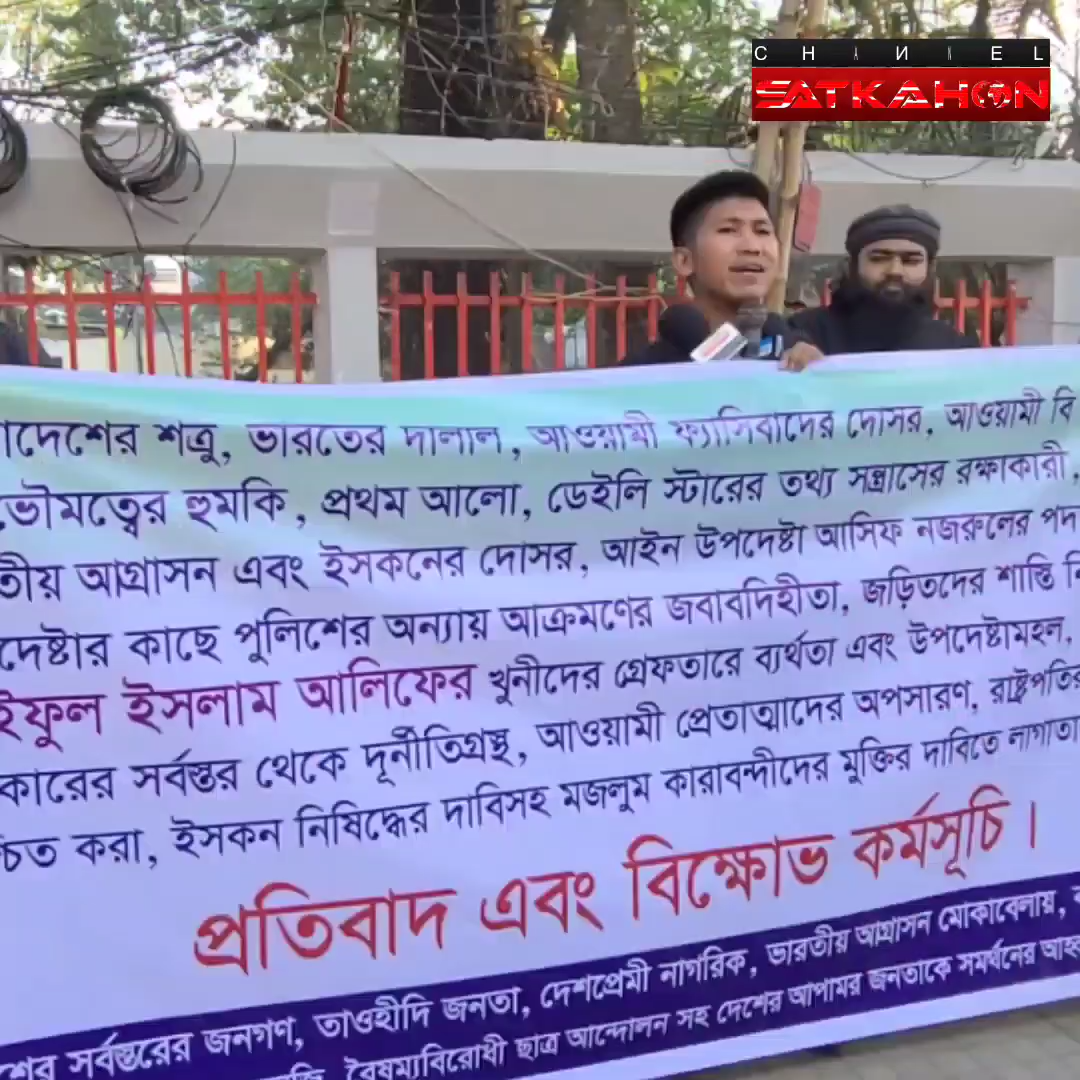 CHANNEL
SATKAHON
াদেশের শত্রু, ভারতের দালাল, আওয়ামী ফ্যাসিবাদের দোসর, আওয়ামী বি
ভৌমত্বের হুমকি, প্রথম আলো, ডেইলি স্টারের তথ্য সন্ত্রাসের রক্ষাকারী,
তীয় আগ্রাসন এবং ইসকনের দোসর, আইন উপদেষ্টা আসিফ নজরুলের পদ
দেষ্টার কাছে পুলিশের অন্যায় আক্রমণের জবাবদিহীতা, জড়িতদের শাস্তি নি
ইফুল ইসলাম আলিফের খুনীদের গ্রেফতারে ব্যর্থতা এবং উপদেষ্টামহল,
কারের সর্বস্তর থেকে দূর্নীতিগ্রস্থ, আওয়ামী প্রেতাত্মাদের অপসারণ, রাষ্ট্রপতির
চিত করা, ইসকন নিষিদ্ধের দাবিসহ মজলুম কারাবন্দীদের মুক্তির দাবিতে লাগাতা
প্রতিবাদ এবং বিক্ষোভ কর্মসূচি।
শের সর্বস্তরের জনগণ, তাওহীদি জনতা, দেশপ্রেমী নাগরিক, ভারতীয় আগ্রাসন মোকাবেলায়,
বৈষম্যবিরোধী ছাত্র আন্দোলন সহ দেশের আপামর জনতাকে সমর্থনের আহব